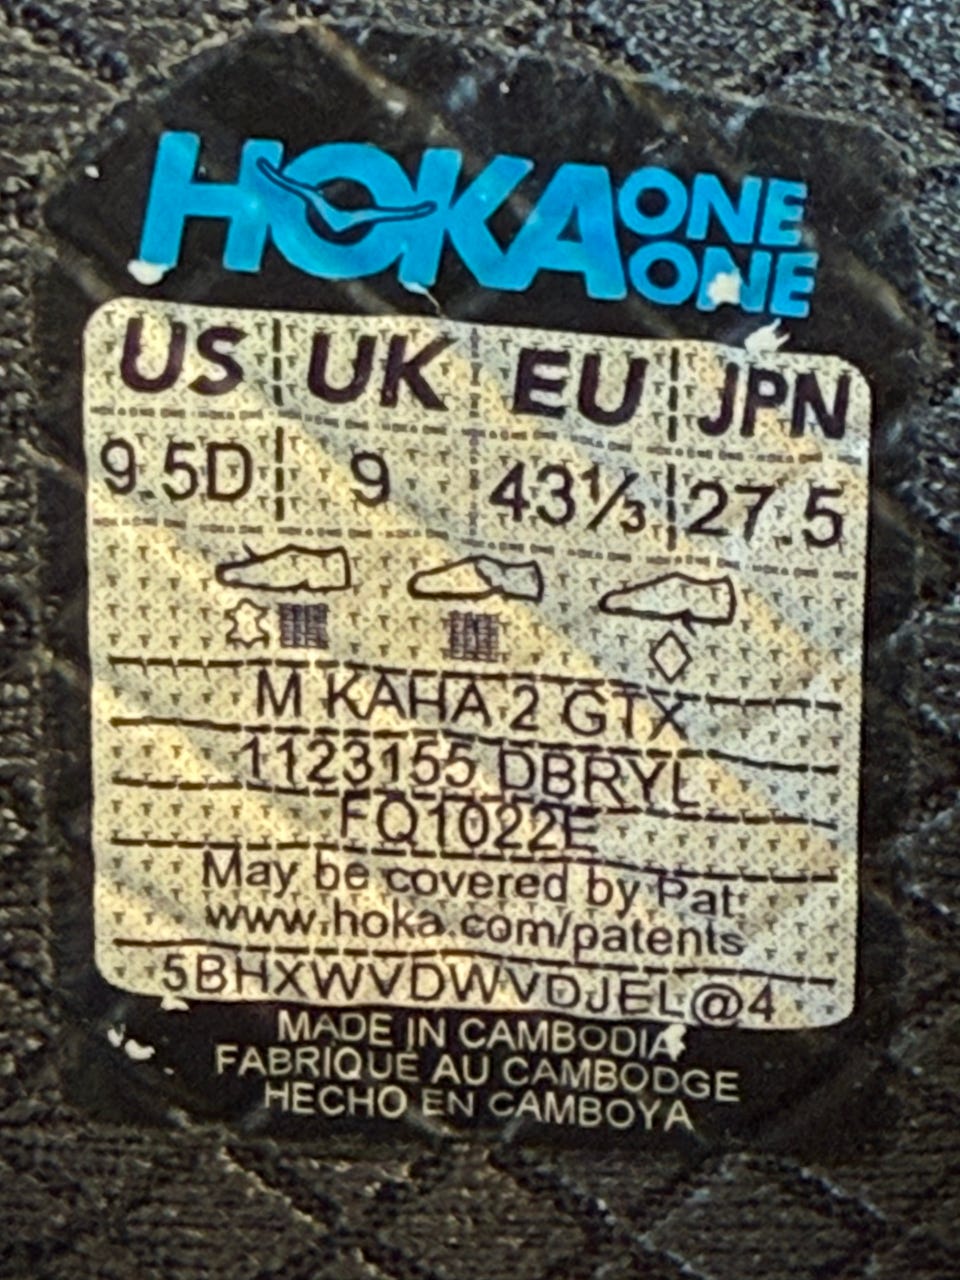 HOKA ONE ONE
US UK EU JPN
9.5D 9 43⅓ 27.5
M KAHA 2 GTX
1123155 DBRYL
FQ1022E
May be covered by Pat:
www.hoka.com/patents
5BHXWVDWVDJEL@4
MADE IN CAMBODIA
FABRIQUÉ AU CAMBODGE
HECHO EN CAMBOYA